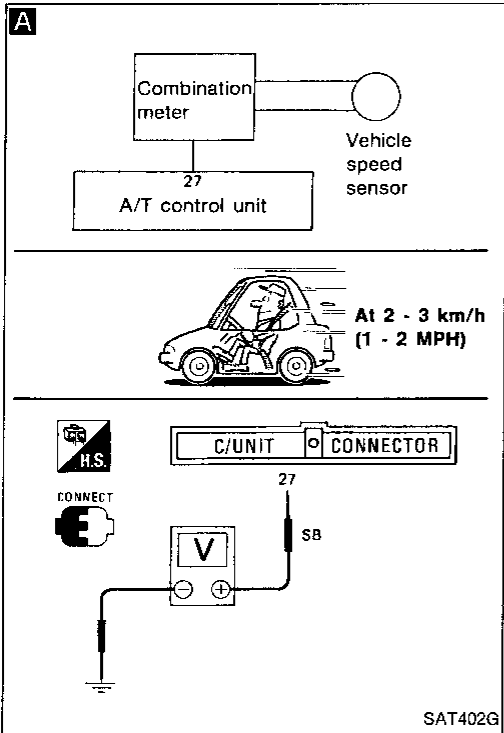 A
Combination
meter
Vehicle
speed
sensor
27
A/T control unit
At 2 - 3 km/h
(1 - 2 MPH)
H.S.
C/UNIT CONNECTOR
CONNECT
27
SB
V
- +
SAT402G